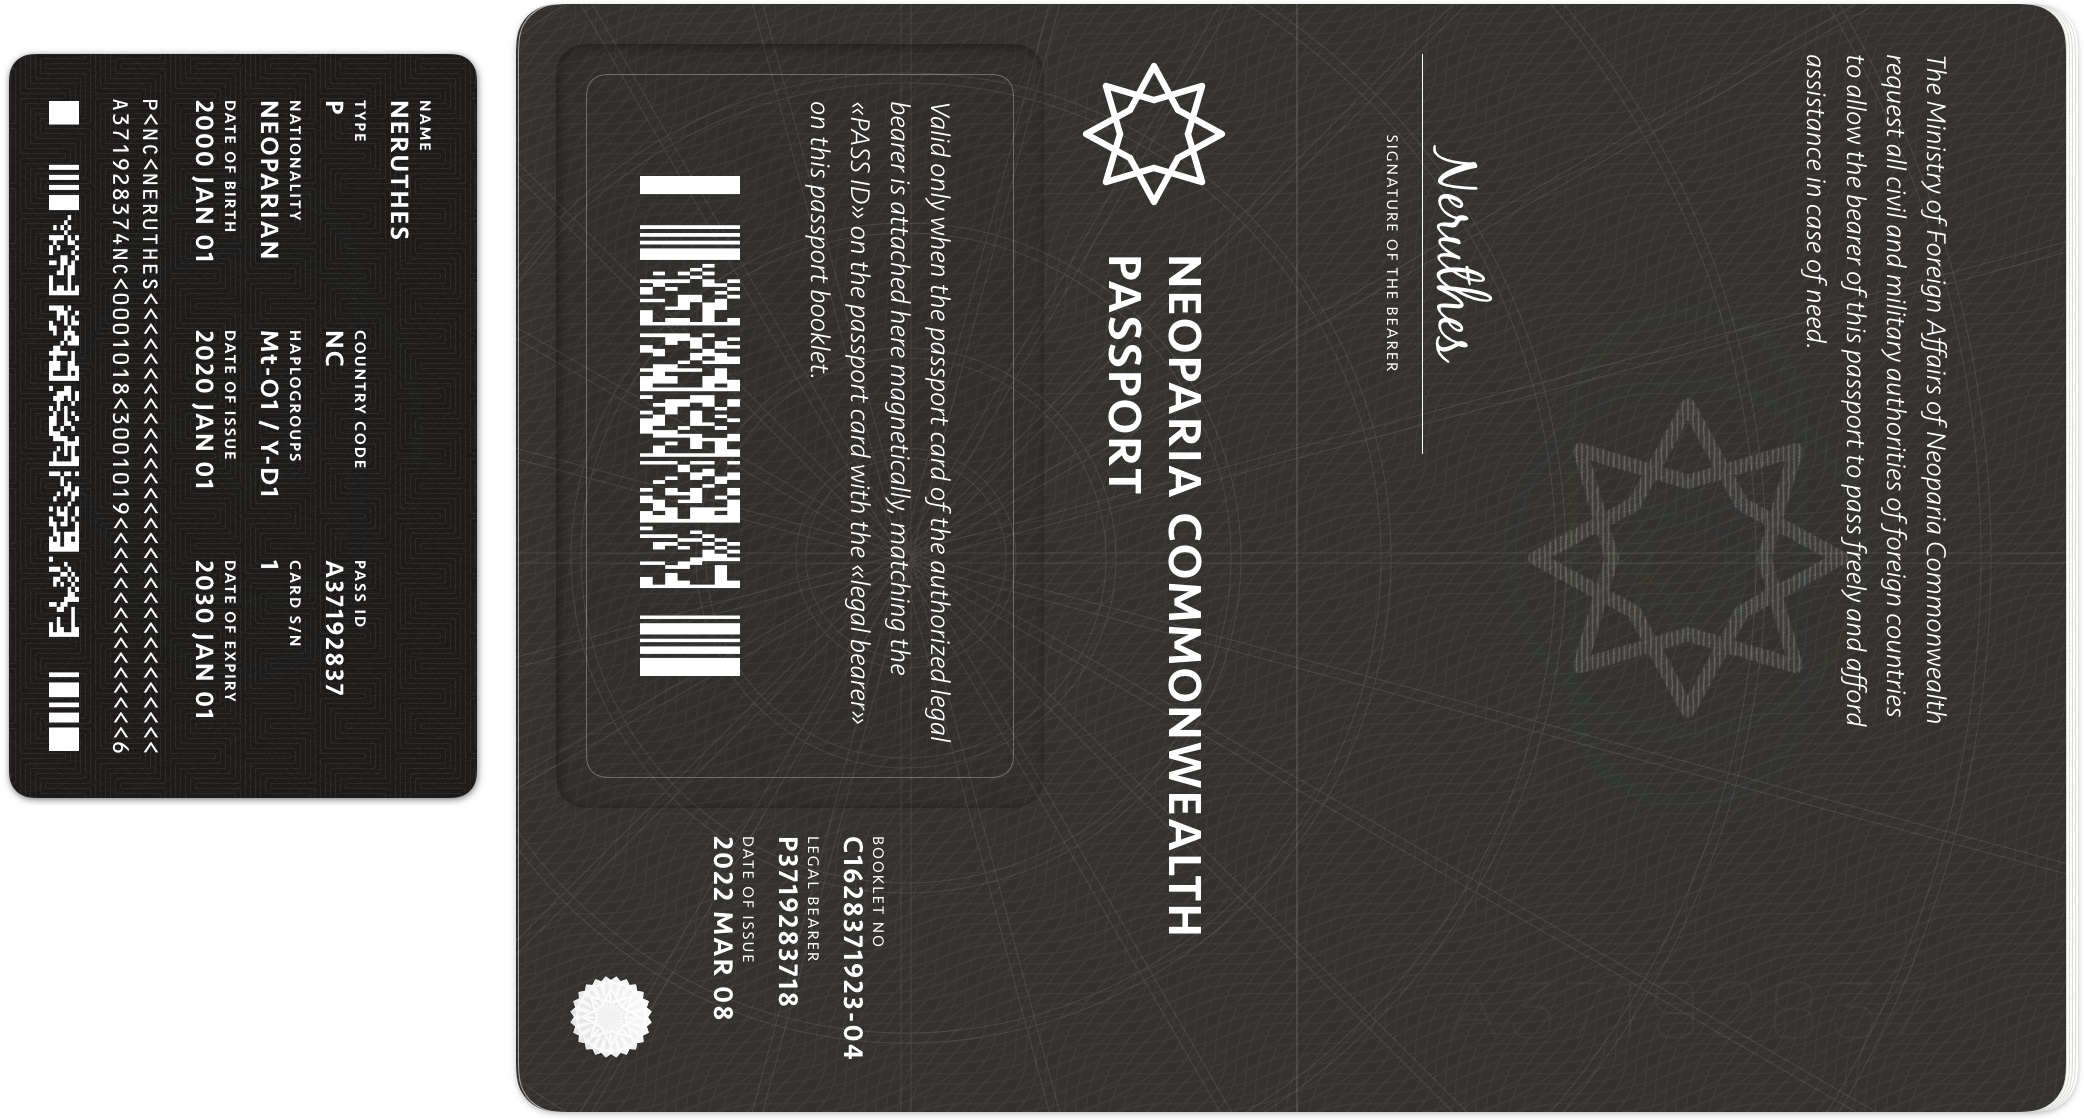 NAME
NERUTHES
TYPE
P
COUNTRY CODE
NC
PASS ID
A37192837
NATIONALITY
NEOPARIAN
HAPLOGROUPS
Mt-O1 / Y-D1
CARD S/N
1
DATE OF BIRTH
2000 JAN 01
DATE OF ISSUE
2020 JAN 01
DATE OF EXPIRY
2030 JAN 01
P<NC<NERUTHES<<<<<<<<<<<<<<<<<<<<<<<<<<<<<<<
A371928374NC<0001018<3001019<<<<<<<<<<<<<<<6
The Ministry of Foreign Affairs of Neoparia Commonwealth
request all civil and military authorities of foreign countries
to allow the bearer of this passport to pass freely and afford
assistance in case of need.
Neruthes
SIGNATURE OF THE BEARER
NEOPARIA COMMONWEALTH
PASSPORT
Valid only when the passport card of the authorized legal
bearer is attached here magnetically, matching the
«PASS ID» on the passport card with the «legal bearer»
on this passport booklet.
BOOKLET NO
C1628371923-04
LEGAL BEARER
P3719283718
DATE OF ISSUE
2022 MAR 08